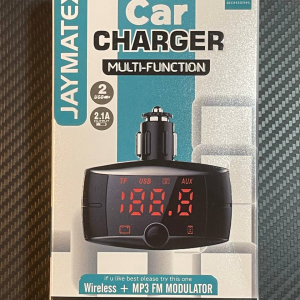 Car
CHARGER
MULTI-FUNCTION
JAYMATEX
2
USB
2.1A
TF USB AUX
188.8
if u like best please try this one
Wireless + MP3 FM MODULATOR